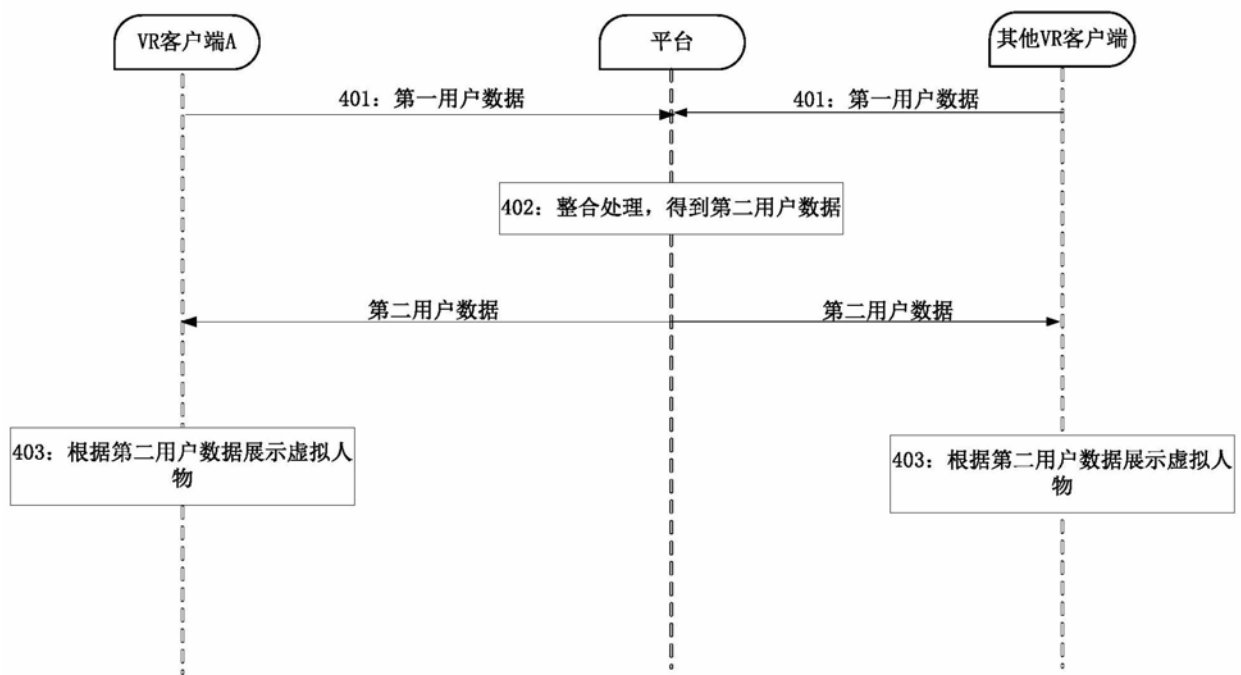 VR客户端A
平台
其他VR客户端
401：第一用户数据
401：第一用户数据
402：整合处理，得到第二用户数据
第二用户数据
第二用户数据
403：根据第二用户数据展示虚拟人
物
403：根据第二用户数据展示虚拟人
物